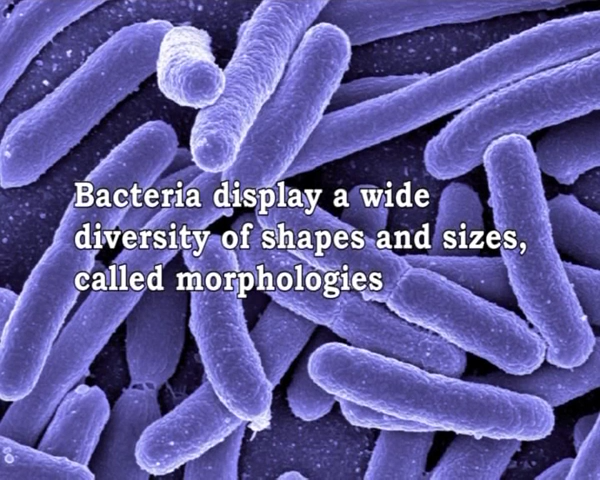 Bacteria display a wide
diversity of shapes and sizes,
called morphologies